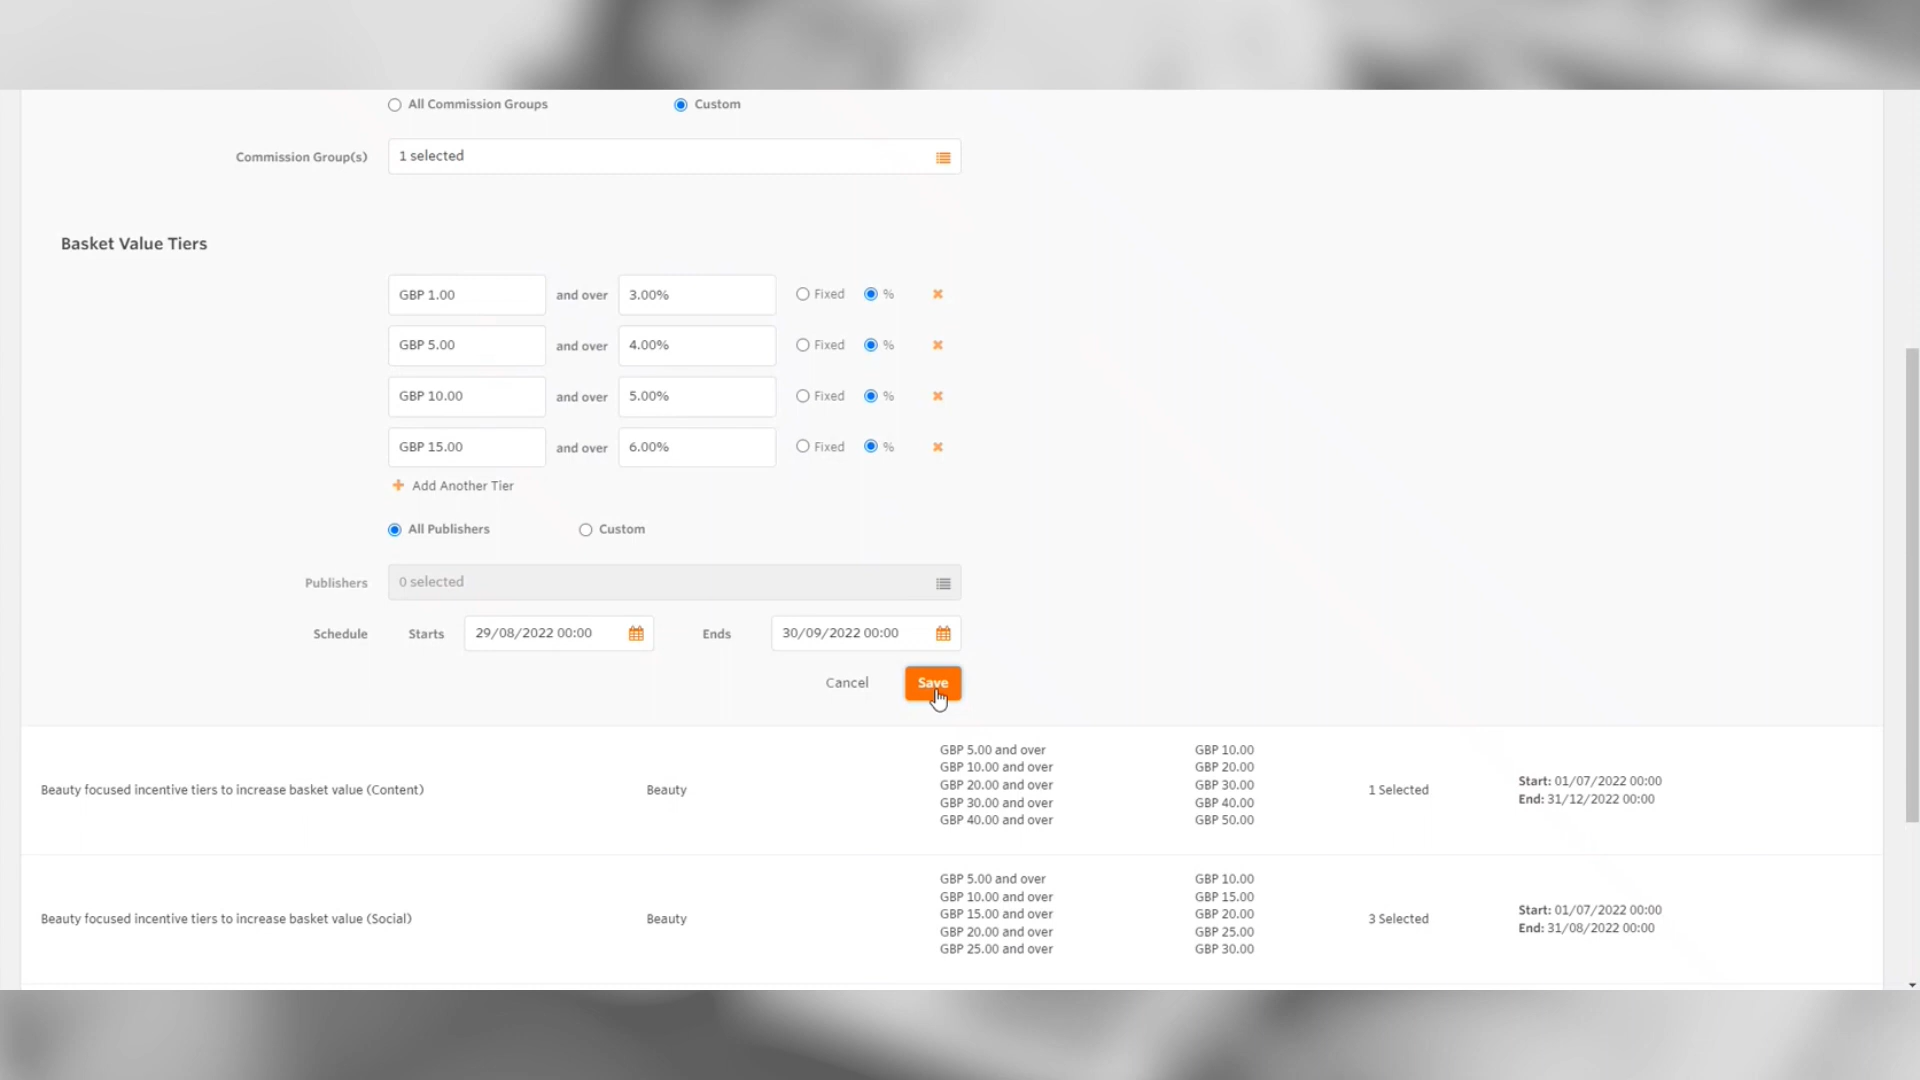 All Commission Groups Custom
Commission Group(s) 1 selected
Basket Value Tiers
GBP 1.00 and over 3.00% Fixed %
GBP 5.00 and over 4.00% Fixed %
GBP 10.00 and over 5.00% Fixed %
GBP 15.00 and over 6.00% Fixed %
Add Another Tier
All Publishers Custom
Publishers 0 selected
Schedule Starts 29/08/2022 00:00 Ends 30/09/2022 00:00
Cancel Save
Beauty focused incentive tiers to increase basket value (Content)
Beauty
GBP 5.00 and over GBP 10.00
GBP 10.00 and over GBP 20.00
GBP 20.00 and over GBP 30.00
GBP 30.00 and over GBP 40.00
GBP 40.00 and over GBP 50.00
1 Selected
Start: 01/07/2022 00:00
End: 31/12/2022 00:00
Beauty focused incentive tiers to increase basket value (Social)
Beauty
GBP 5.00 and over GBP 10.00
GBP 10.00 and over GBP 15.00
GBP 15.00 and over GBP 20.00
GBP 20.00 and over GBP 25.00
GBP 25.00 and over GBP 30.00
3 Selected
Start: 01/07/2022 00:00
End: 31/08/2022 00:00